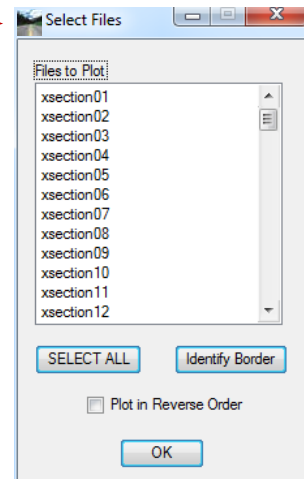 Select Files
Files to Plot
xsection01
xsection02
xsection03
xsection04
xsection05
xsection06
xsection07
xsection08
xsection09
xsection10
xsection11
xsection12
SELECT ALL Identify Border
Plot in Reverse Order
OK